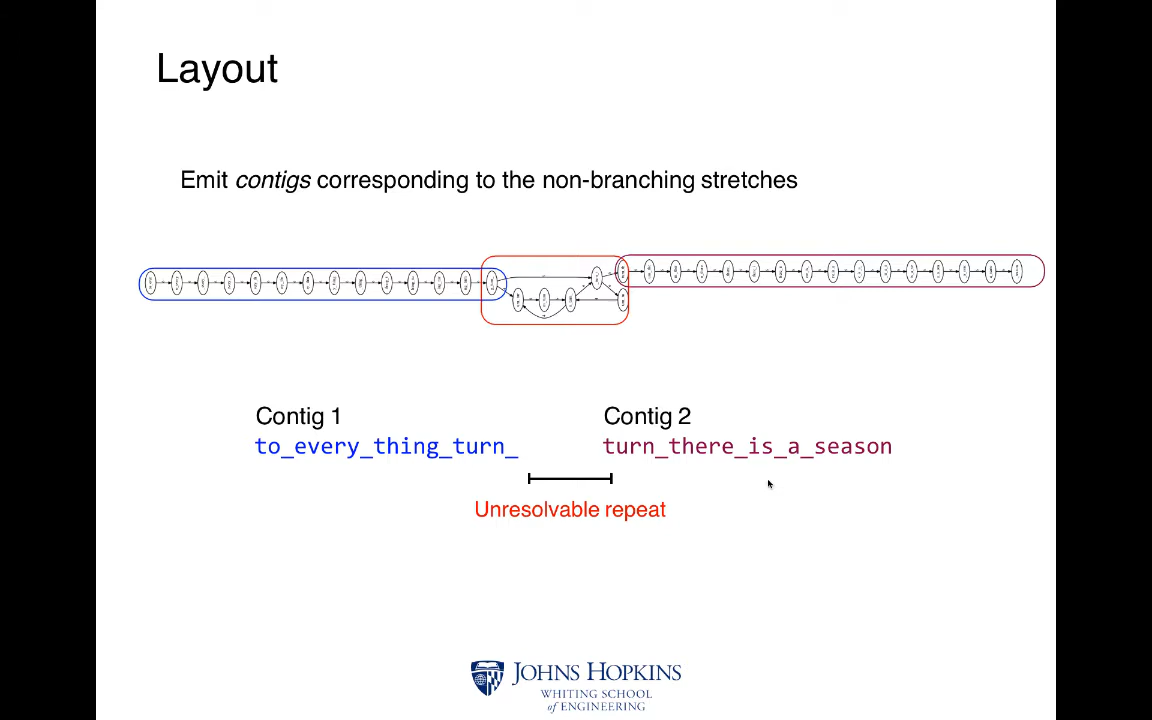 Layout
Emit contigs corresponding to the non-branching stretches
Contig 1
to_every_thing_turn_
Contig 2
turn_there_is_a_season
Unresolvable repeat
JOHNS HOPKINS
WHITING SCHOOL
of ENGINEERING